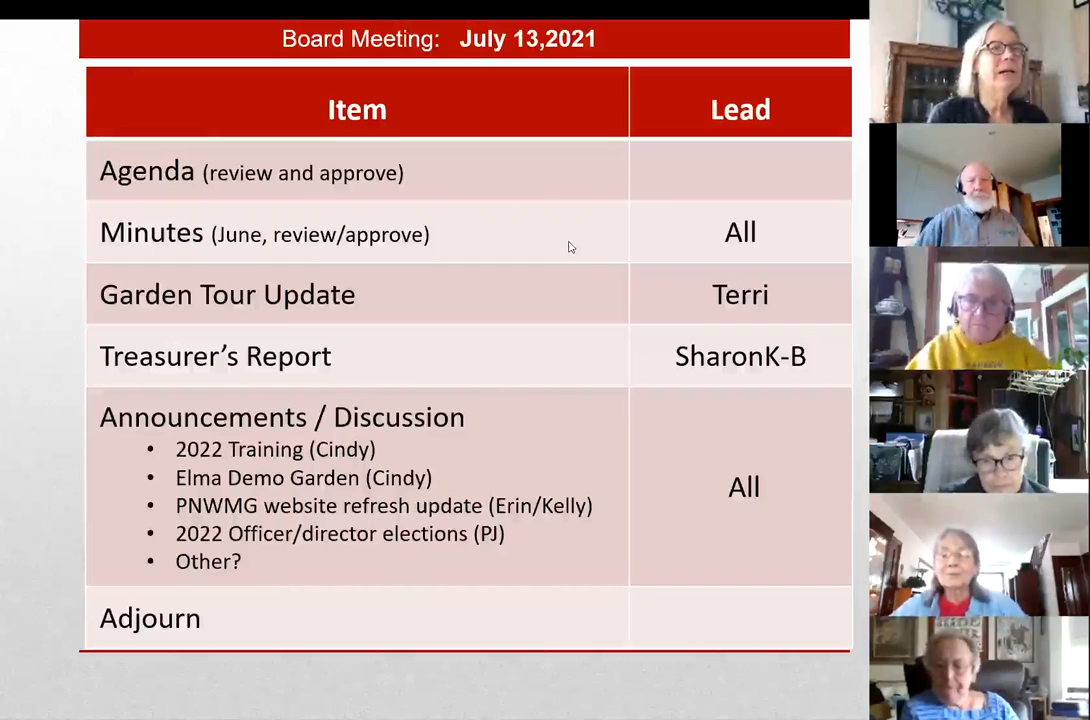 Board Meeting: July 13,2021
Item Lead
Agenda (review and approve)
Minutes (June, review/approve) All
Garden Tour Update Terri
Treasurer’s Report SharonK-B
Announcements / Discussion
• 2022 Training (Cindy)
• Elma Demo Garden (Cindy)
All
• PNWMG website refresh update (Erin/Kelly)
• 2022 Officer/director elections (PJ)
• Other?
Adjourn